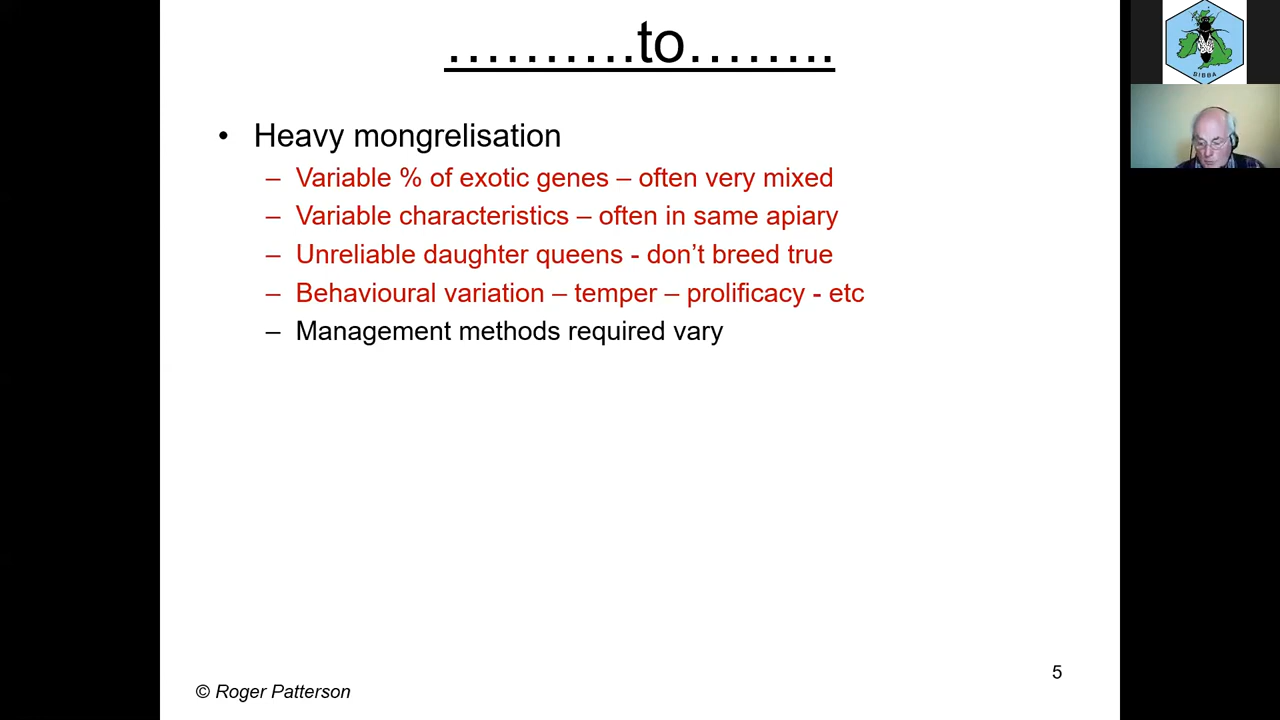 ……….to……..
• Heavy mongrelisation
– Variable % of exotic genes – often very mixed
– Variable characteristics – often in same apiary
– Unreliable daughter queens - don’t breed true
– Behavioural variation – temper – prolificacy - etc
– Management methods required vary
5
© Roger Patterson
BIBBA